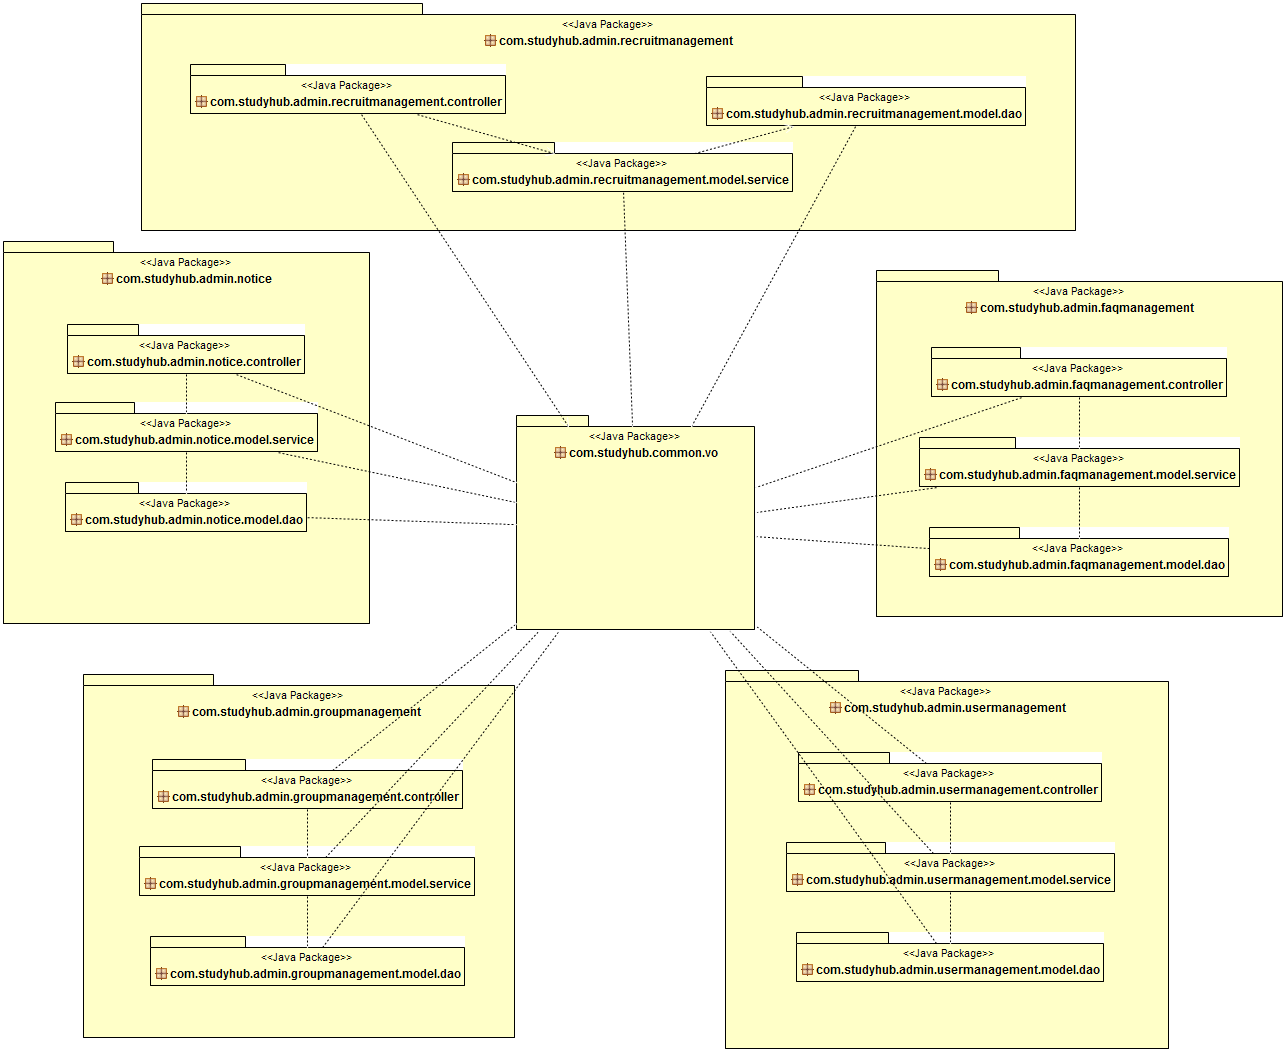 <<Java Package>>
com.studyhub.admin.recruitmanagement
<<Java Package>>
com.studyhub.admin.recruitmanagement.controller
<<Java Package>>
com.studyhub.admin.recruitmanagement.model.dao
<<Java Package>>
com.studyhub.admin.recruitmanagement.model.service
<<Java Package>>
com.studyhub.admin.notice
<<Java Package>>
com.studyhub.admin.notice.controller
<<Java Package>>
com.studyhub.admin.notice.model.service
<<Java Package>>
com.studyhub.admin.notice.model.dao
<<Java Package>>
com.studyhub.common.vo
<<Java Package>>
com.studyhub.admin.faqmanagement
<<Java Package>>
com.studyhub.admin.faqmanagement.controller
<<Java Package>>
com.studyhub.admin.faqmanagement.model.service
<<Java Package>>
com.studyhub.admin.faqmanagement.model.dao
<<Java Package>>
com.studyhub.admin.groupmanagement
<<Java Package>>
com.studyhub.admin.groupmanagement.controller
<<Java Package>>
com.studyhub.admin.groupmanagement.model.service
<<Java Package>>
com.studyhub.admin.groupmanagement.model.dao
<<Java Package>>
com.studyhub.admin.usermanagement
<<Java Package>>
com.studyhub.admin.usermanagement.controller
<<Java Package>>
com.studyhub.admin.usermanagement.model.service
<<Java Package>>
com.studyhub.admin.usermanagement.model.dao